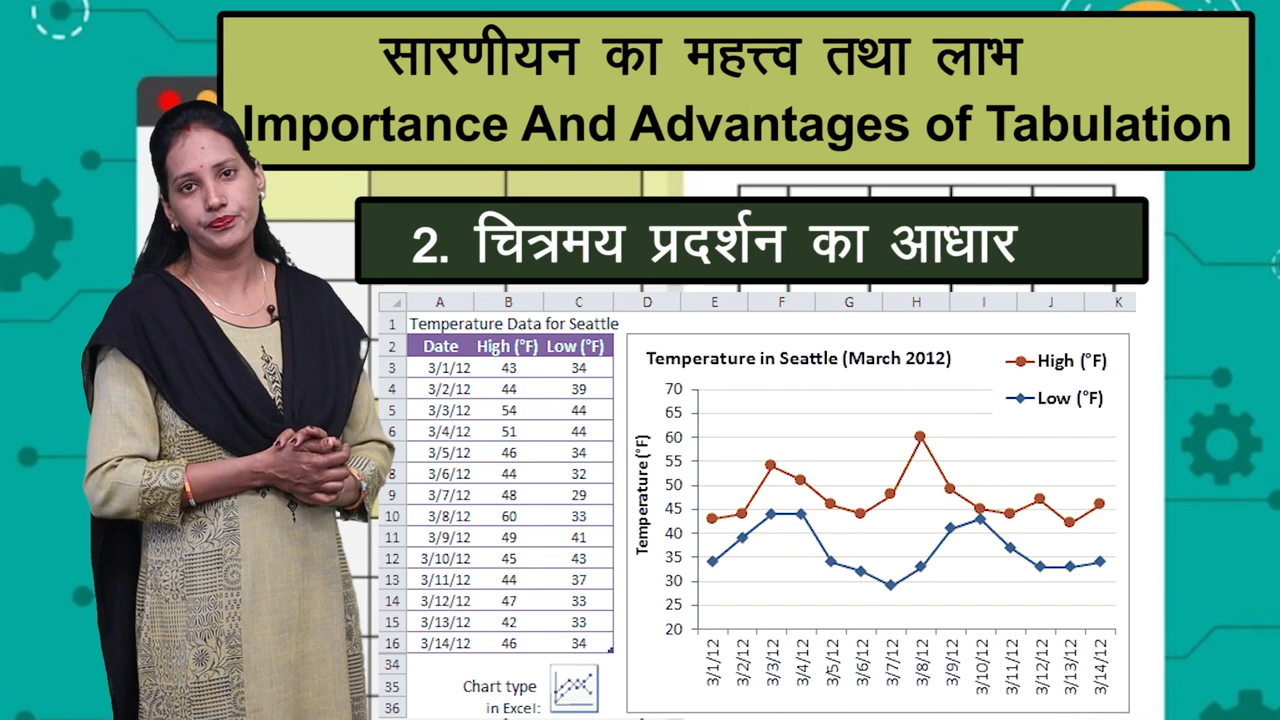 सारणीयन का महत्त्व तथा लाभ
Importance And Advantages of Tabulation
2. चित्रमय प्रदर्शन का आधार
A B C D E F G H I J K
1 Temperature Data for Seattle
2 Date High (°F) Low (°F)
3 3/1/12 43 34
4 3/2/12 44 39
5 3/3/12 54 44
6 3/4/12 51 44
3/5/12 46 34
8 3/6/12 44 32
9 3/7/12 48 29
10 3/8/12 60 33
11 3/9/12 49 41
12 3/10/12 45 43
13 3/11/12 44 37
14 3/12/12 47 33
15 3/13/12 42 33
16 3/14/12 46 34
34
35 Chart type
36 in Excel:
Temperature in Seattle (March 2012)
High (°F)
Low (°F)
Temperature (°F)
70
65
60
55
50
45
40
35
30
25
20
3/1/12 3/2/12 3/3/12 3/4/12 3/5/12 3/6/12 3/7/12 3/8/12 3/9/12 3/10/12 3/11/12 3/12/12 3/13/12 3/14/12